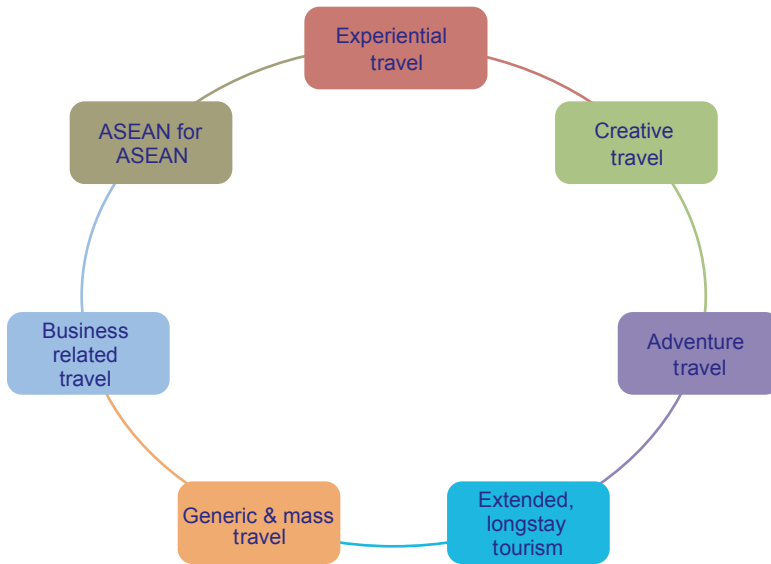 Experiential
travel
Creative
travel
Adventure
travel
Extended,
longstay
tourism
Generic & mass
travel
Business
related
travel
ASEAN for
ASEAN